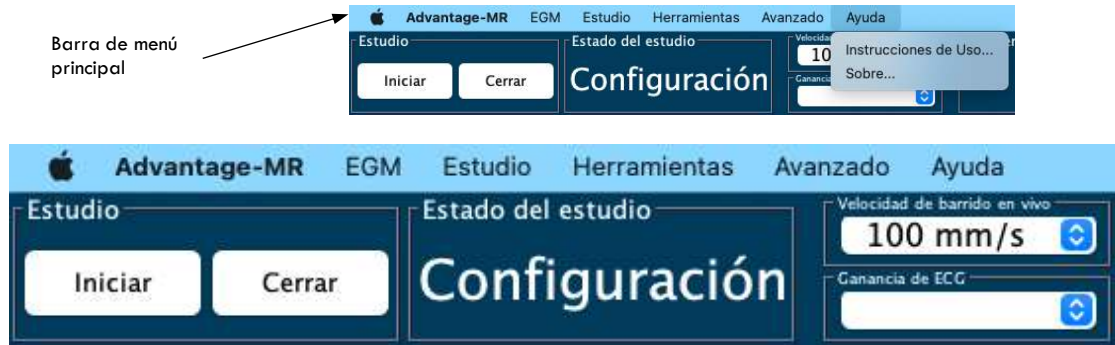 Barra de menú
principal
Advantage-MR EGM Estudio Herramientas Avanzado Ayuda
Estudio
Iniciar Cerrar
Estado del estudio
Configuración
10
Instrucciones de Uso...
Sobre...
Advantage-MR EGM Estudio Herramientas Avanzado Ayuda
Estudio
Iniciar Cerrar
Estado del estudio
Configuración
Velocidad de barrido en vivo
100 mm/s
Ganancia de ECG